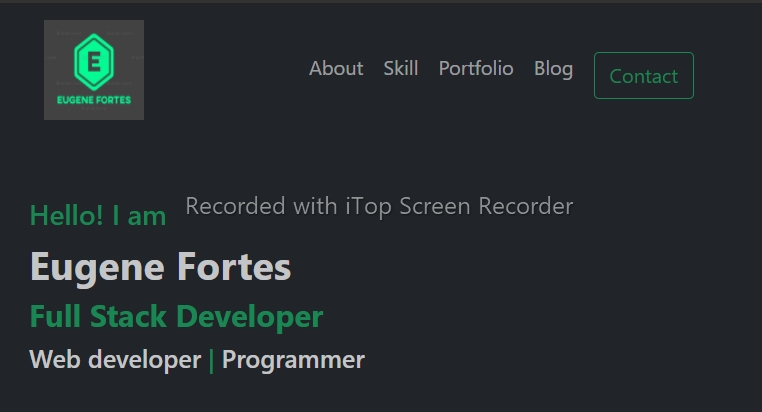 E
EUGENE FORTES
About Skill Portfolio Blog Contact
Hello! I am
Recorded with iTop Screen Recorder
Eugene Fortes
Full Stack Developer
Web developer | Programmer